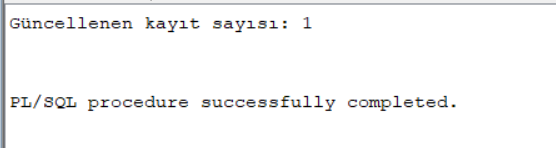 Güncellenen kayıt sayısı: 1
PL/SQL procedure successfully completed.